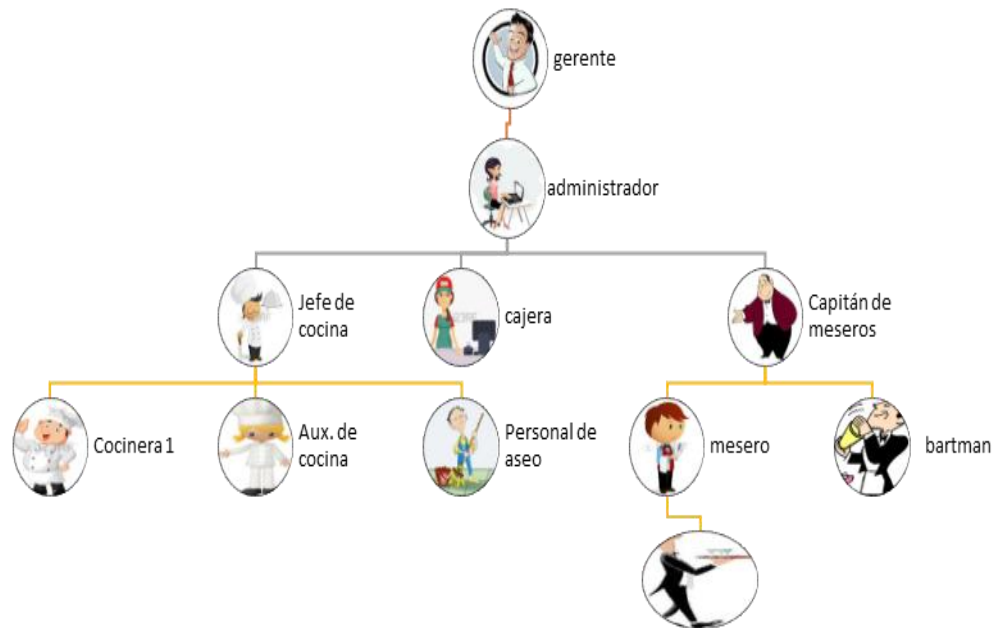 gerente
administrador
Jefe de
cocina
cajera
Capitán de
meseros
Cocinera 1
Aux. de
cocina
Personal de
aseo
mesero
bartman